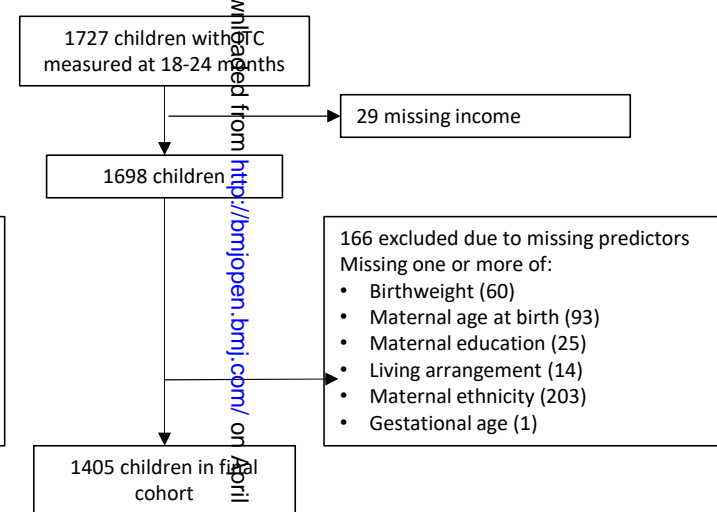 1727 children with ITC
measured at 18-24 months
29 missing income
1698 children
166 excluded due to missing predictors
Missing one or more of:
• Birthweight (60)
• Maternal age at birth (93)
• Maternal education (25)
• Living arrangement (14)
• Maternal ethnicity (203)
• Gestational age (1)
1405 children in final
cohort
wnloaded from http://bmjopen.bmj.com/ on April